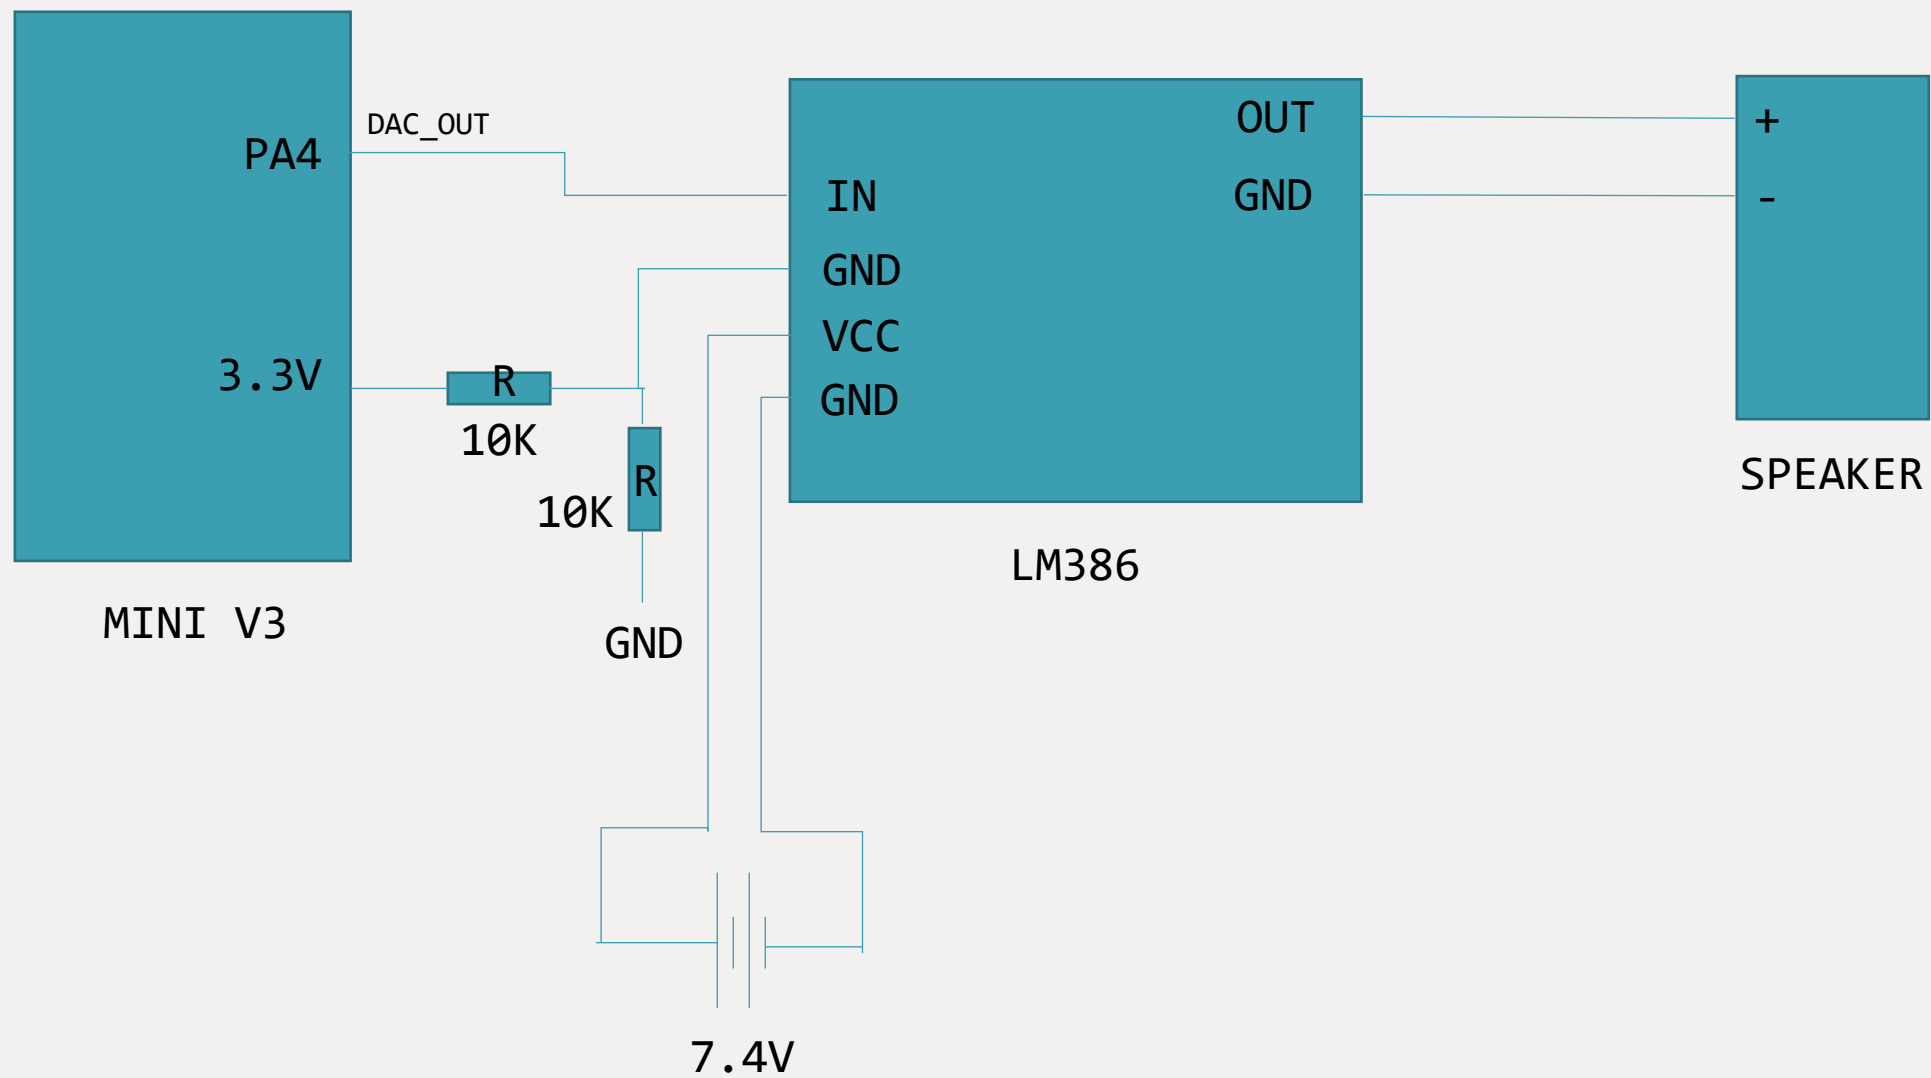 DAC_OUT
PA4
3.3V
MINI V3
R
10K
R
10K
GND
IN
GND
VCC
GND
OUT
GND
LM386
+
-
SPEAKER
7.4V